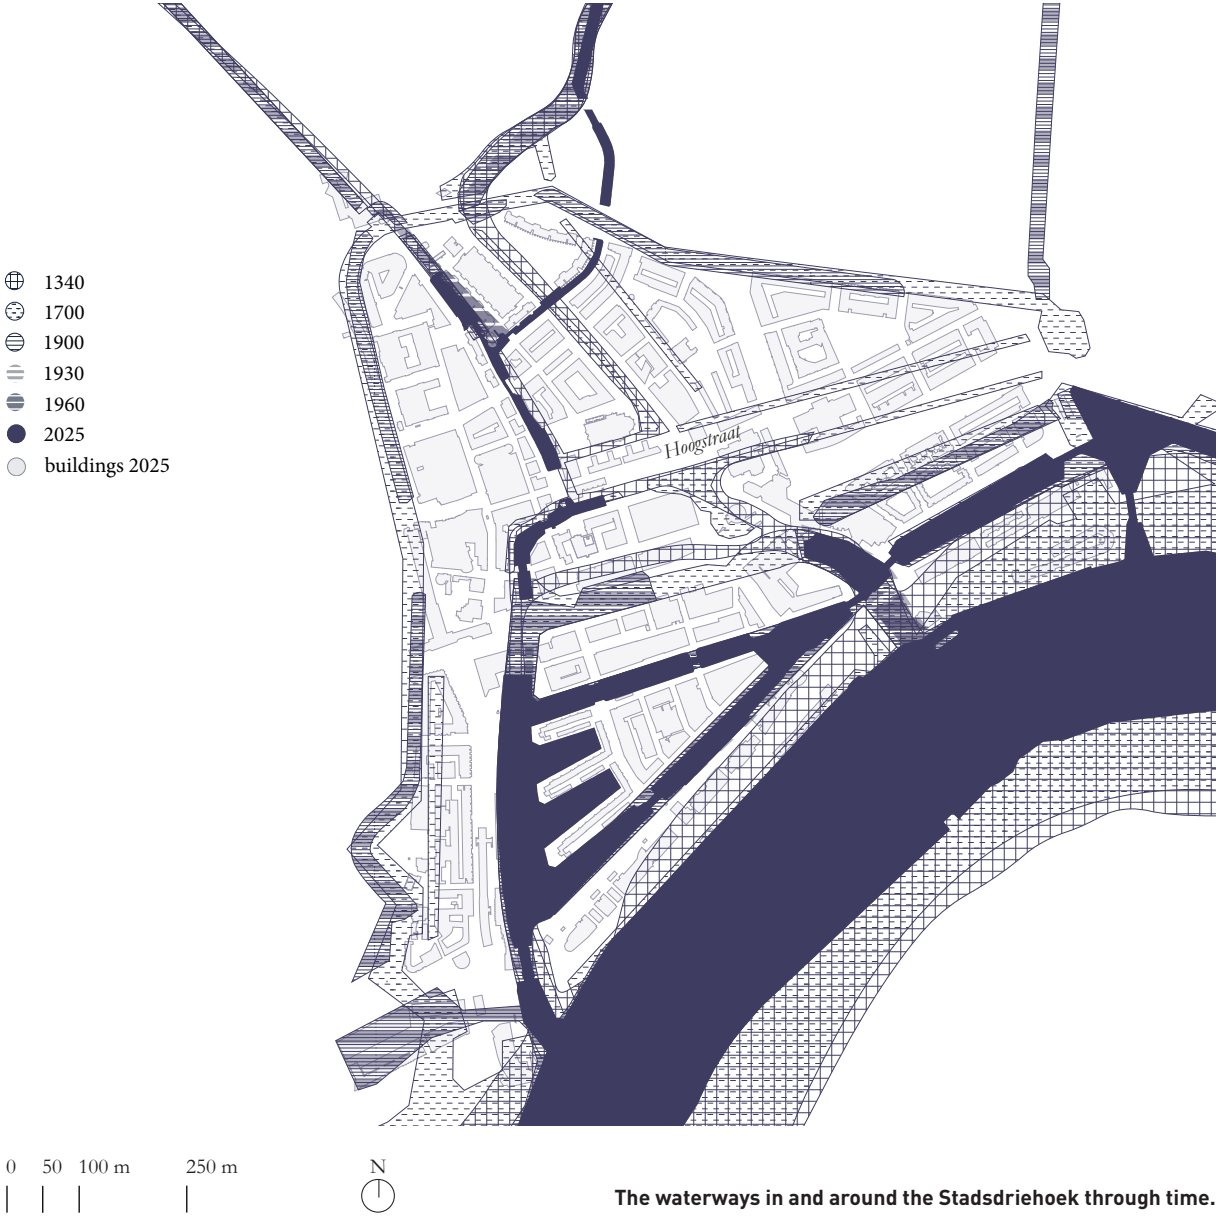 Hoogstraat
1340
1700
1900
1930
1960
2025
buildings 2025
0 50 100 m 250 m
N
The waterways in and around the Stadsdriehoek through time.